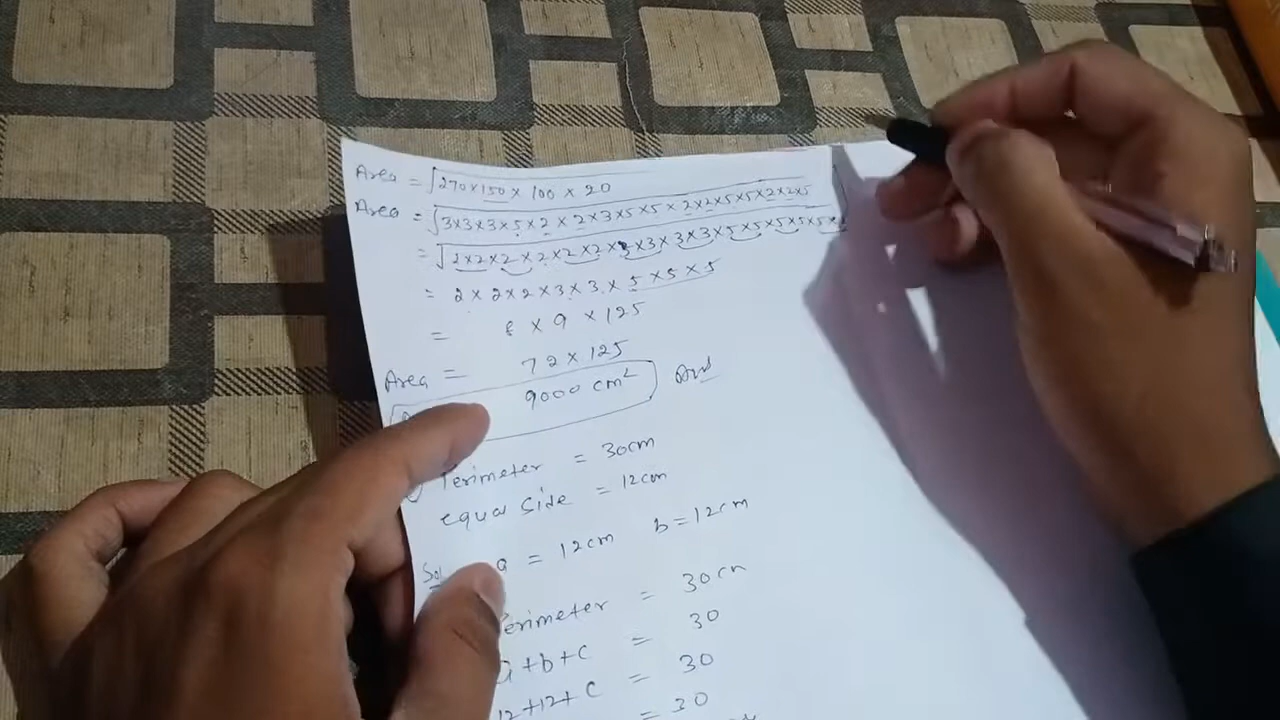 Area = √270×150×100×20
Area = √3×3×3×5×2×2×3×5×5×2×2×5×5×2×2×5
= √2×2×2×2×2×2×3×3×3×3×5×5×5×5×5×
= 2×2×2×3×3×5×5×5
= 8×9×125
Area = 72×125
9000 cm² Ans
Perimeter = 30cm
equal side = 12cm
Sol a = 12cm b=12cm
Perimeter = 30cm
a+b+c = 30
12+12+c = 30
= 30